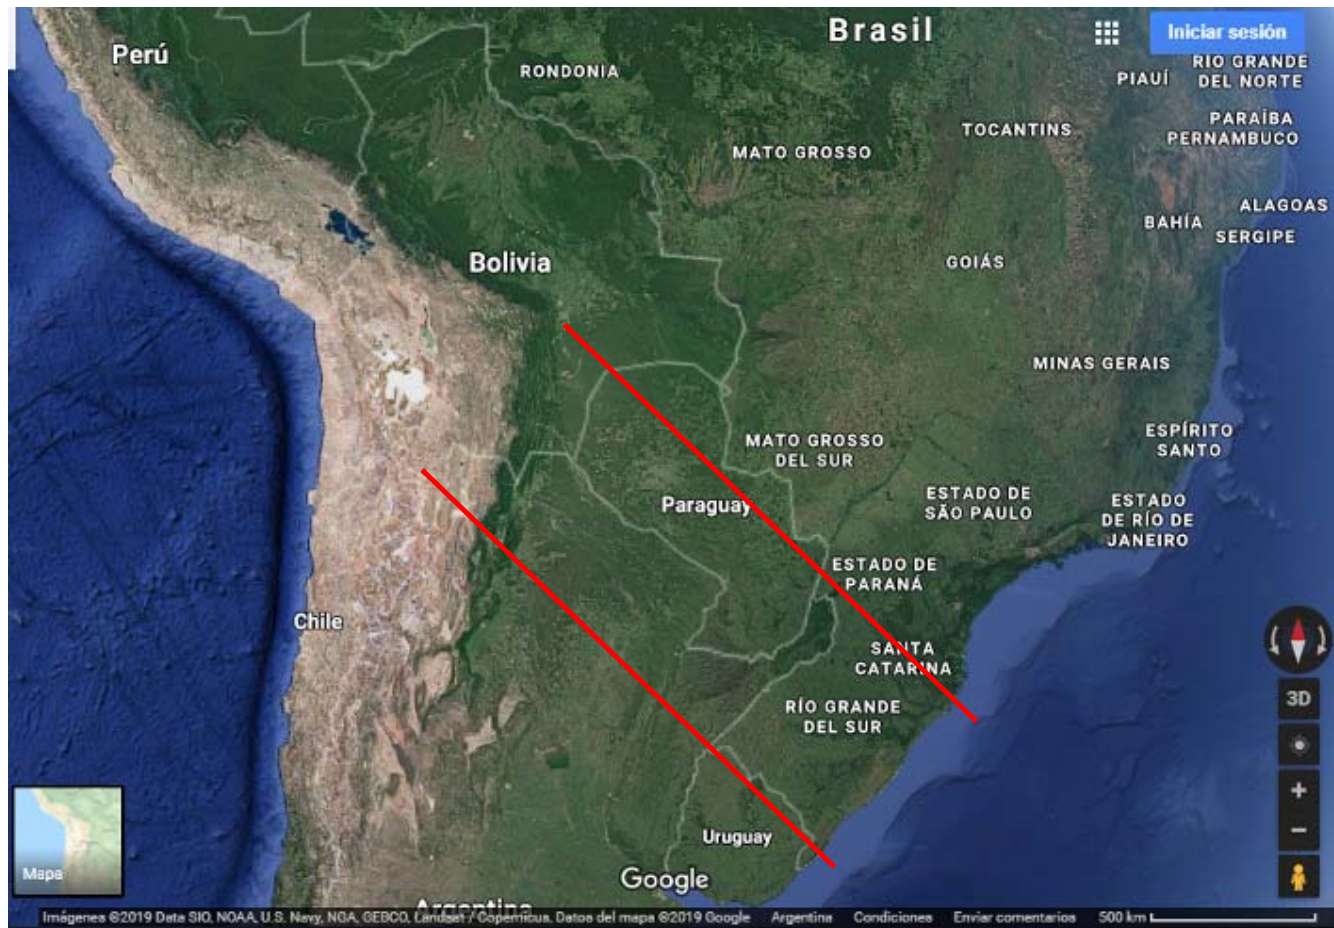 Brasil
Iniciar sesión
Perú
RONDONIA
PIAUÍ
RIO GRANDE
DEL NORTE
TOCANTINS
PARAÍBA
PERNAMBUCO
MATO GROSSO
ALAGOAS
BAHÍA
SERGIPE
Bolivia
GOIÁS
MINAS GERAIS
ESPÍRITO
SANTO
MATO GROSSO
DEL SUR
ESTADO DE
SÃO PAULO
ESTADO
DE RÍO DE
JANEIRO
Paraguay
ESTADO DE
PARANÁ
Chile
SANTA
CATARINA
RÍO GRANDE
DEL SUR
3D
Uruguay
Mapa
Google
Argentina
Imágenes ©2019 Data SIO, NOAA, U.S. Navy, NGA, GEBCO, Landsat / Copernicus, Datos del mapa ©2019 Google Argentina Condiciones Enviar comentarios 500 km